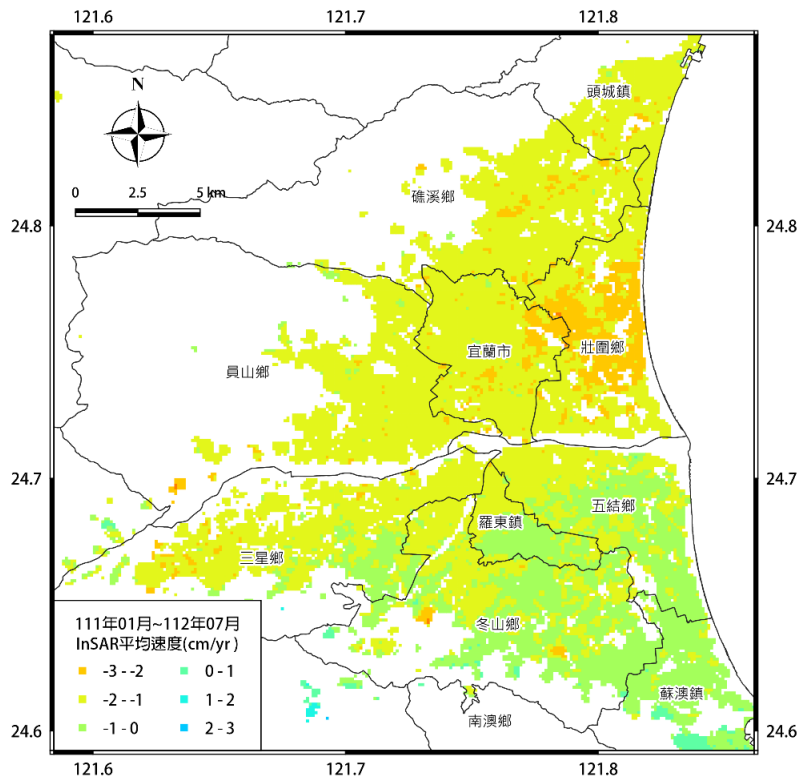 121.6
121.7
121.8
N
頭城鎮
0
2.5
5 km
礁溪鄉
24.8
24.8
宜蘭市
壯圍鄉
員山鄉
24.7
24.7
五結鄉
羅東鎮
三星鄉
111年01月~112年07月
InSAR平均速度(cm/yr)
冬山鄉
-3 - -2
0 - 1
-2 - -1
1 - 2
蘇澳鎮
-1 - 0
2 - 3
南澳鄉
24.6
24.6
121.6
121.7
121.8